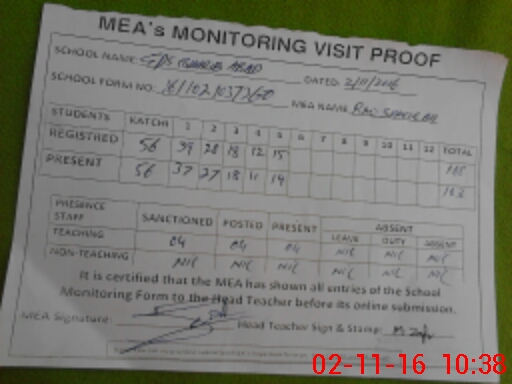 MEA's MONITORING VISIT PROOF
SCHOOL NAME: GPS ABAD DATED: 2/11/2016
SCHOOL FORM NO. MEA NAME
STUDENTS KATCHI 1 2 3 4 5 6 7 8 9 10 11 12 TOTAL
REGISTRED 56 39 28 18 12 15
PRESENT 56 37 27 18 11 14
PRESENCE STAFF SANCTIONED POSTED PRESENT ABSENT
LEAVE DUTY ABSENT
TEACHING 04 04 04 Nil Nil Nil
NON-TEACHING Nil Nil Nil Nil Nil Nil
It is certified that the MEA has shown all entries of the School
Monitoring Form to the Head Teacher before its online submission.
MEA Signature: Head Teacher Sign & Stamp
02-11-16 10:38